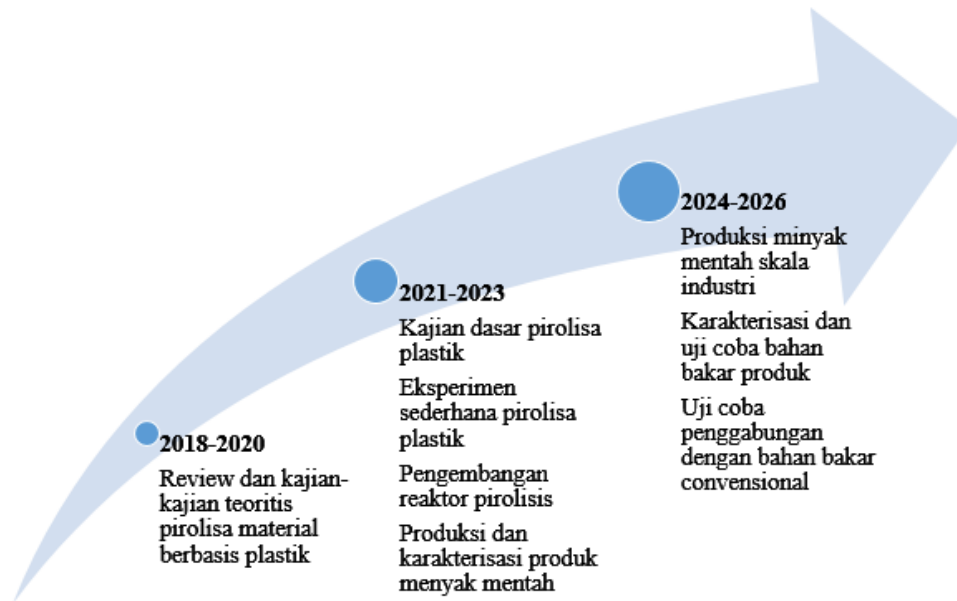 2018-2020
Review dan kajian-
kajian teoritis
pirolisa material
berbasis plastik
2021-2023
Kajian dasar pirolisa
plastik
Eksperimen
sederhana pirolisa
plastik
Pengembangan
reaktor pirolisis
Produksi dan
karakterisasi produk
menyak mentah
2024-2026
Produksi minyak
mentah skala
industri
Karakterisasi dan
uji coba bahan
bakar produk
Uji coba
penggabungan
dengan bahan bakar
convensional